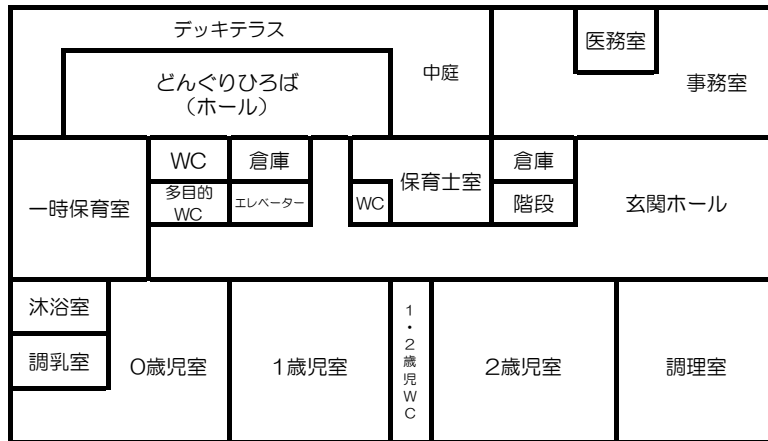 デッキテラス
医務室
どんぐりひろば
（ホール）
中庭
事務室
WC
倉庫
保育士室
倉庫
一時保育室
多目的
WC
エレベーター
WC
階段
玄関ホール
沐浴室
調乳室
0歳児室
1歳児室
1・2歳児WC
2歳児室
調理室